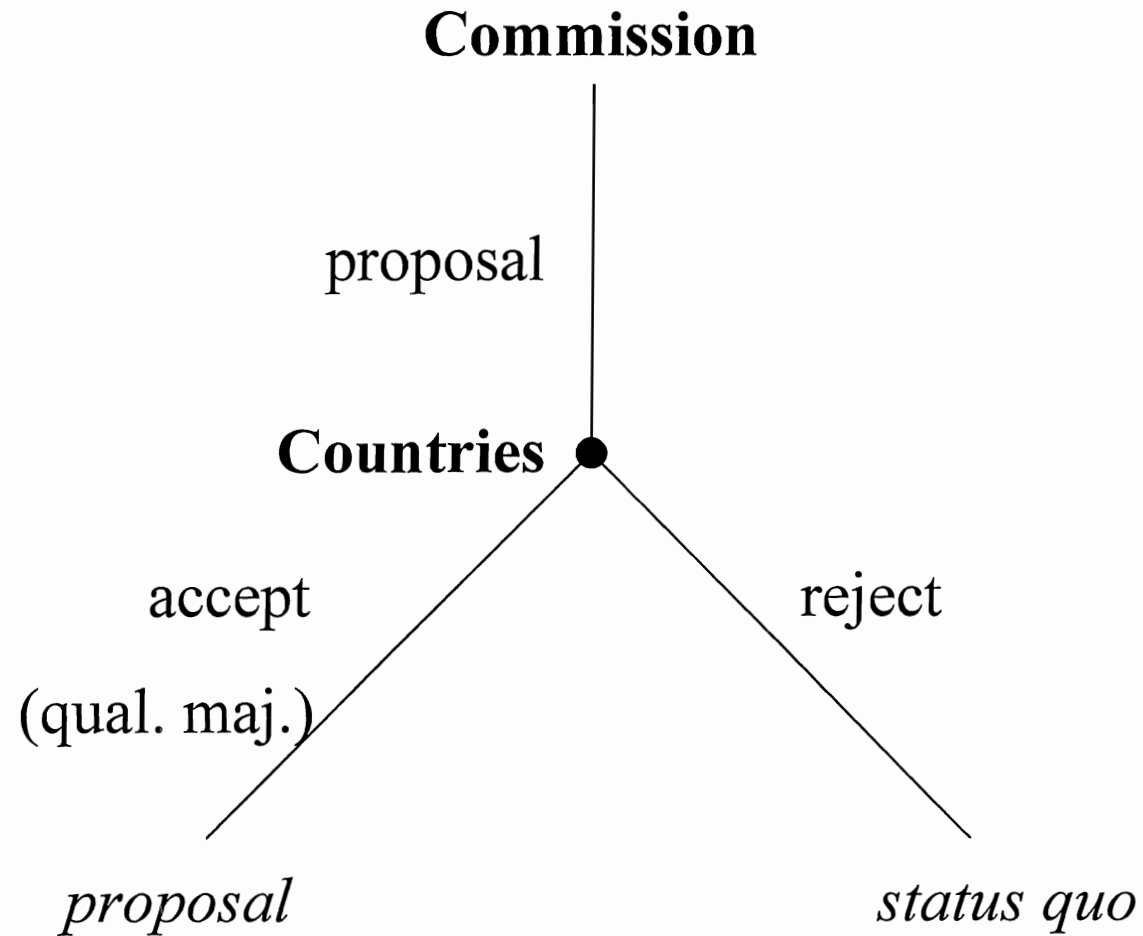 Commission
proposal
Countries
accept
reject
(qual. maj.)
proposal
status quo